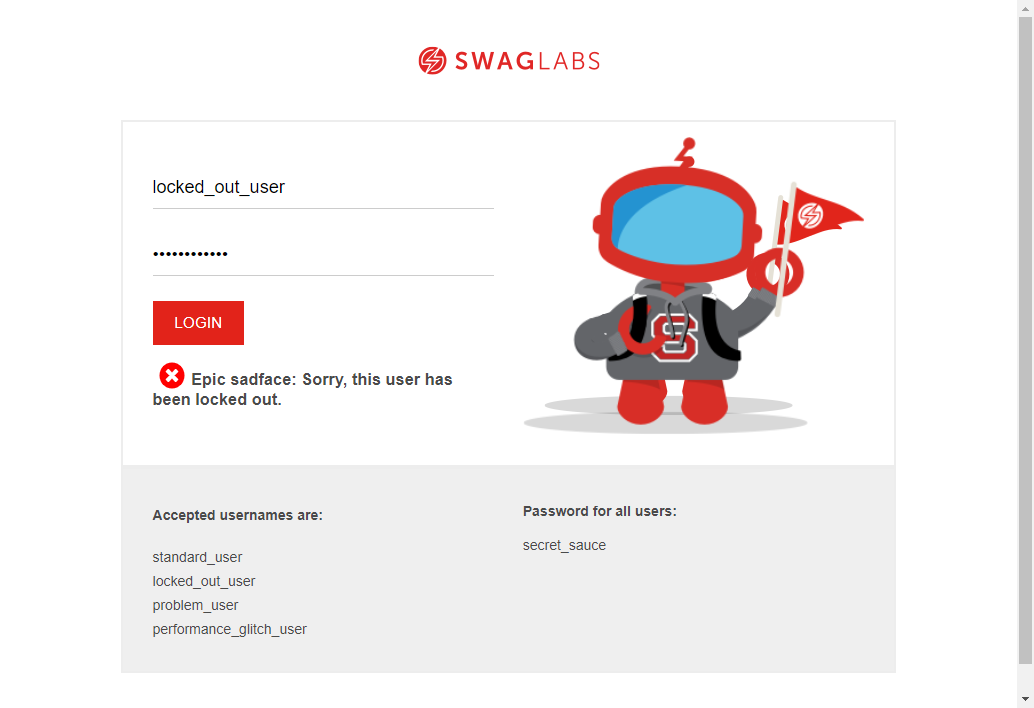 SWAGLABS
locked_out_user
••••••••••••
LOGIN
Epic sadface: Sorry, this user has
been locked out.
S
Accepted usernames are:
standard_user
locked_out_user
problem_user
performance_glitch_user
Password for all users:
secret_sauce